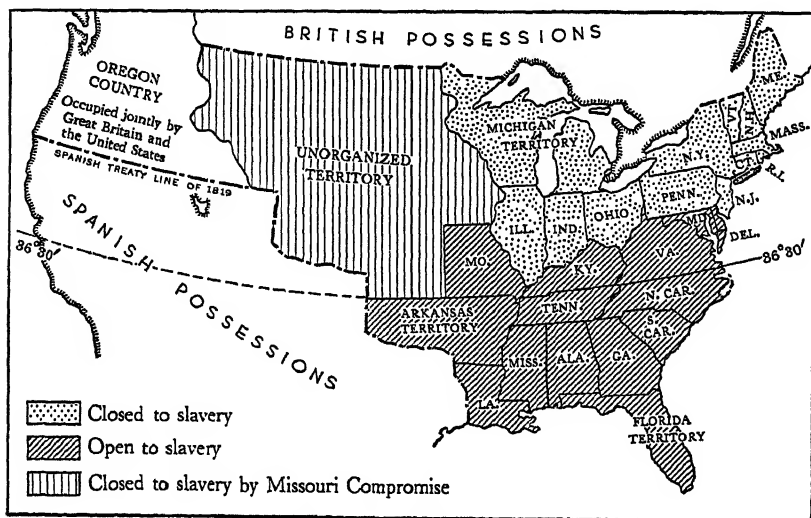 BRITISH POSSESSIONS
OREGON
COUNTRY
Occupied jointly by
Great Britain and
the United States
SPANISH TREATY LINE OF 1819
UNORGANIZED
TERRITORY
MICHIGAN
TERRITORY
ME.
VT.
N.H.
MASS.
N.Y.
CT.
R.I.
PENN.
N.J.
OHIO
IND.
ILL.
MD.
DEL.
VA.
KY.
MO.
36°30'
36°30'
SPANISH POSSESSIONS
N. CAR.
TENN.
ARKANSAS
TERRITORY
S.
CAR.
MISS.
ALA.
GA.
LA.
FLORIDA
TERRITORY
Closed to slavery
Open to slavery
Closed to slavery by Missouri Compromise